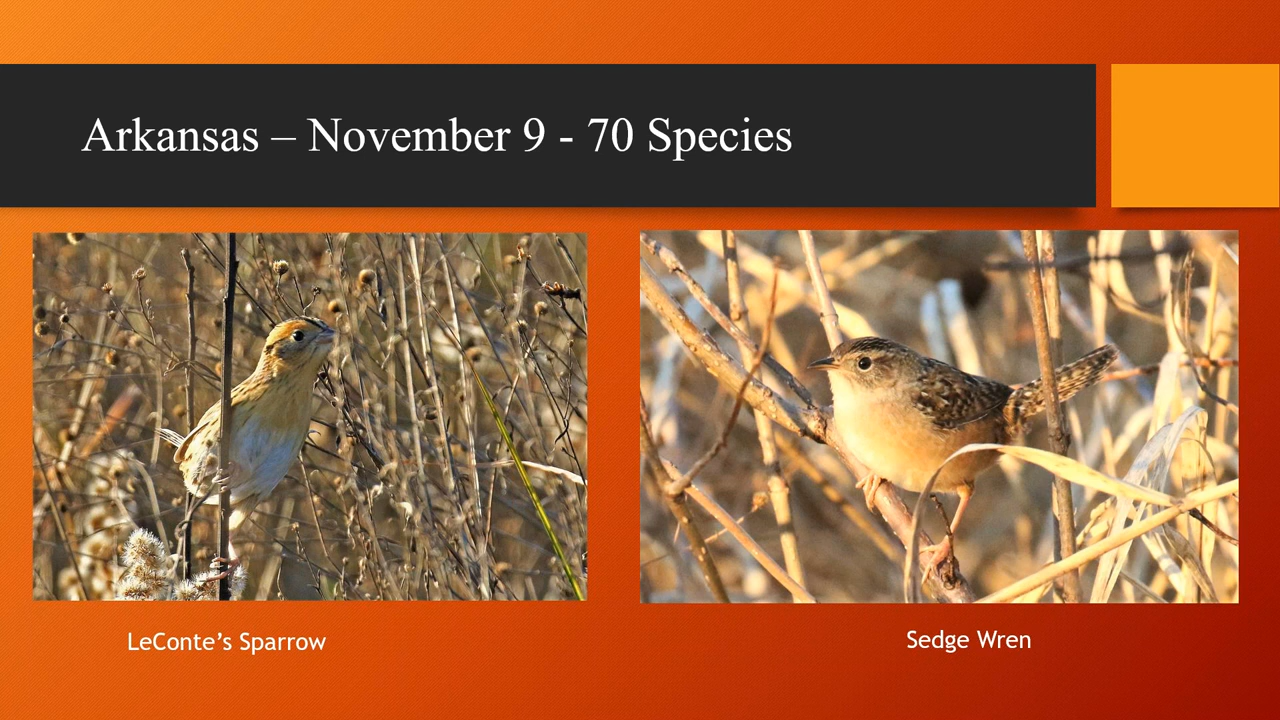 Arkansas – November 9 - 70 Species
LeConte’s Sparrow
Sedge Wren